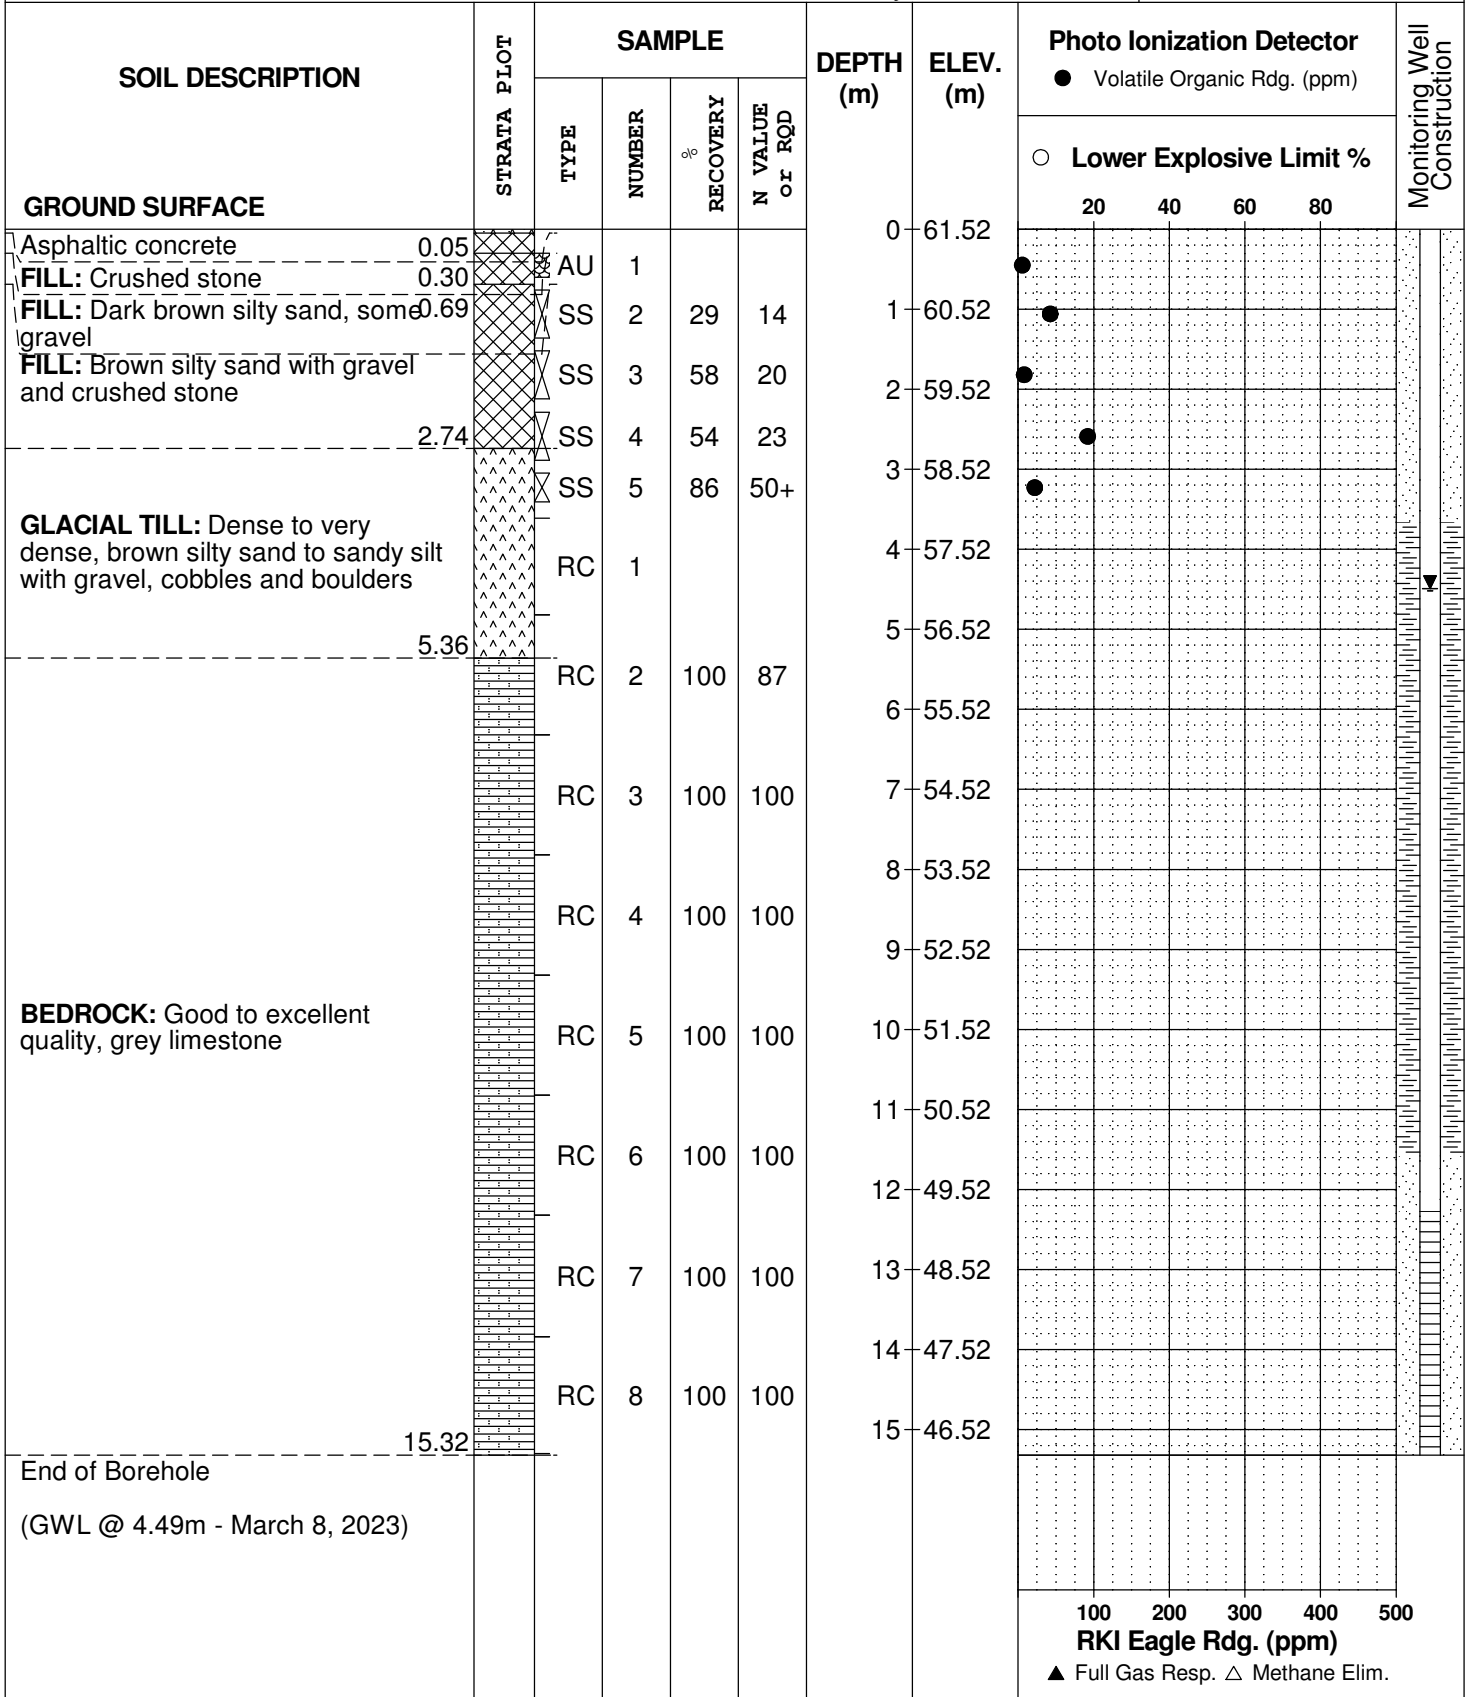 SOIL DESCRIPTION
GROUND SURFACE
STRATA PLOT
SAMPLE
TYPE
NUMBER
% RECOVERY
N VALUE or RQD
DEPTH (m)
ELEV. (m)
Photo Ionization Detector
● Volatile Organic Rdg. (ppm)
○ Lower Explosive Limit %
20 40 60 80
Monitoring Well Construction
0 61.52
Asphaltic concrete 0.05
FILL: Crushed stone 0.30
AU 1
FILL: Dark brown silty sand, some 0.69
gravel
SS 2 29 14
1 60.52
FILL: Brown silty sand with gravel
and crushed stone
SS 3 58 20
2 59.52
2.74
SS 4 54 23
3 58.52
SS 5 86 50+
GLACIAL TILL: Dense to very
dense, brown silty sand to sandy silt
with gravel, cobbles and boulders
4 57.52
RC 1
5 56.52
5.36
RC 2 100 87
6 55.52
7 54.52
RC 3 100 100
8 53.52
RC 4 100 100
9 52.52
BEDROCK: Good to excellent
quality, grey limestone
10 51.52
RC 5 100 100
11 50.52
RC 6 100 100
12 49.52
13 48.52
RC 7 100 100
14 47.52
RC 8 100 100
15 46.52
15.32
End of Borehole
(GWL @ 4.49m - March 8, 2023)
100 200 300 400 500
RKI Eagle Rdg. (ppm)
▲ Full Gas Resp. △ Methane Elim.